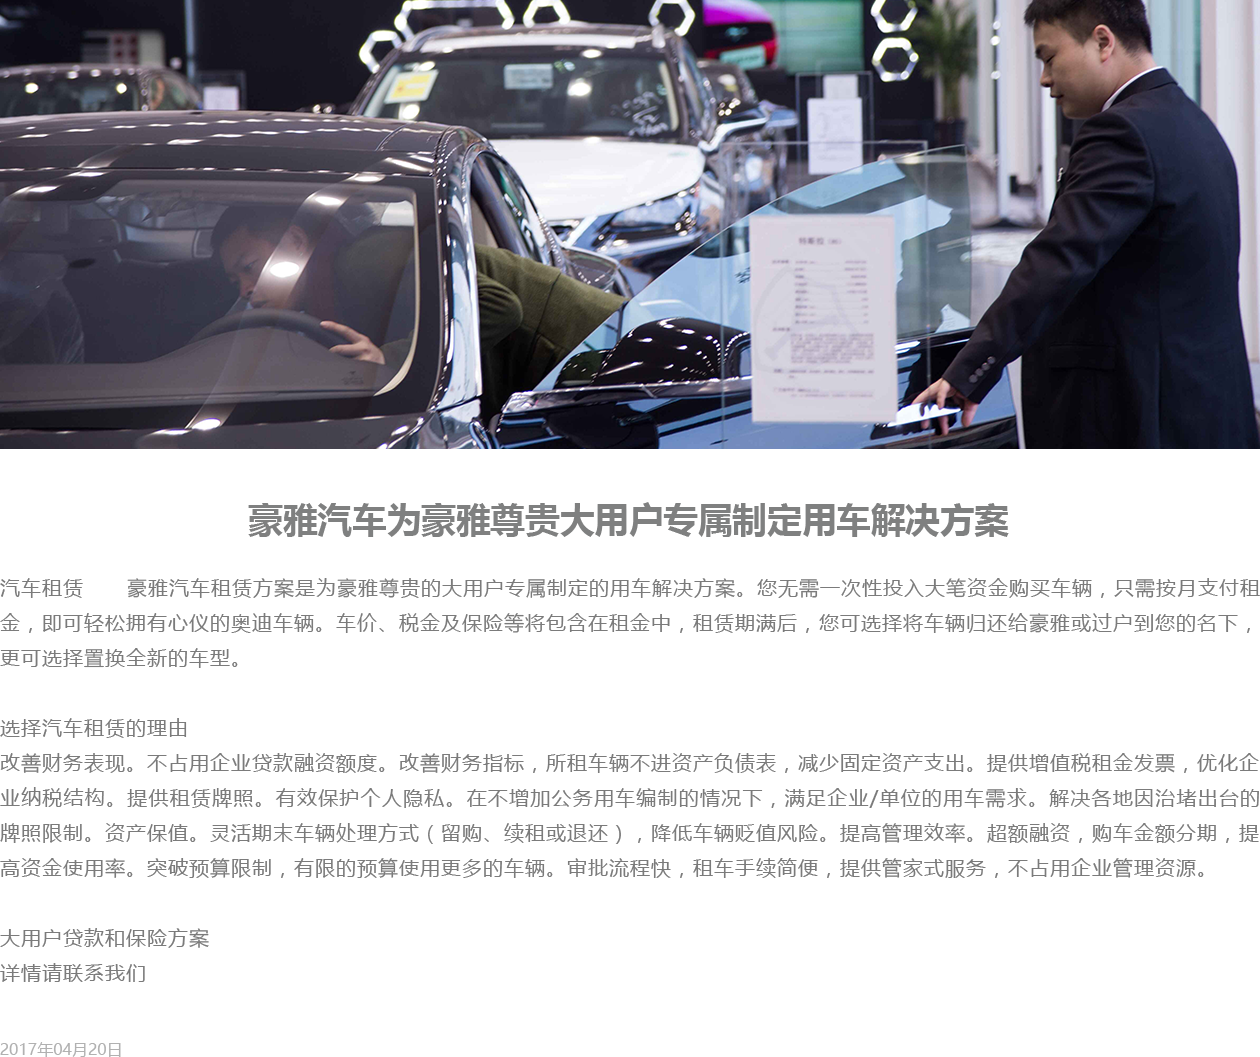 特斯拉
豪雅汽车为豪雅尊贵大用户专属制定用车解决方案
汽车租赁　　豪雅汽车租赁方案是为豪雅尊贵的大用户专属制定的用车解决方案。您无需一次性投入大笔资金购买车辆，只需按月支付租
金，即可轻松拥有心仪的奥迪车辆。车价、税金及保险等将包含在租金中，租赁期满后，您可选择将车辆归还给豪雅或过户到您的名下，
更可选择置换全新的车型。
选择汽车租赁的理由
改善财务表现。不占用企业贷款融资额度。改善财务指标，所租车辆不进资产负债表，减少固定资产支出。提供增值税租金发票，优化企
业纳税结构。提供租赁牌照。有效保护个人隐私。在不增加公务用车编制的情况下，满足企业/单位的用车需求。解决各地因治堵出台的
牌照限制。资产保值。灵活期末车辆处理方式（留购、续租或退还），降低车辆贬值风险。提高管理效率。超额融资，购车金额分期，提
高资金使用率。突破预算限制，有限的预算使用更多的车辆。审批流程快，租车手续简便，提供管家式服务，不占用企业管理资源。
大用户贷款和保险方案
详情请联系我们
2017年04月20日